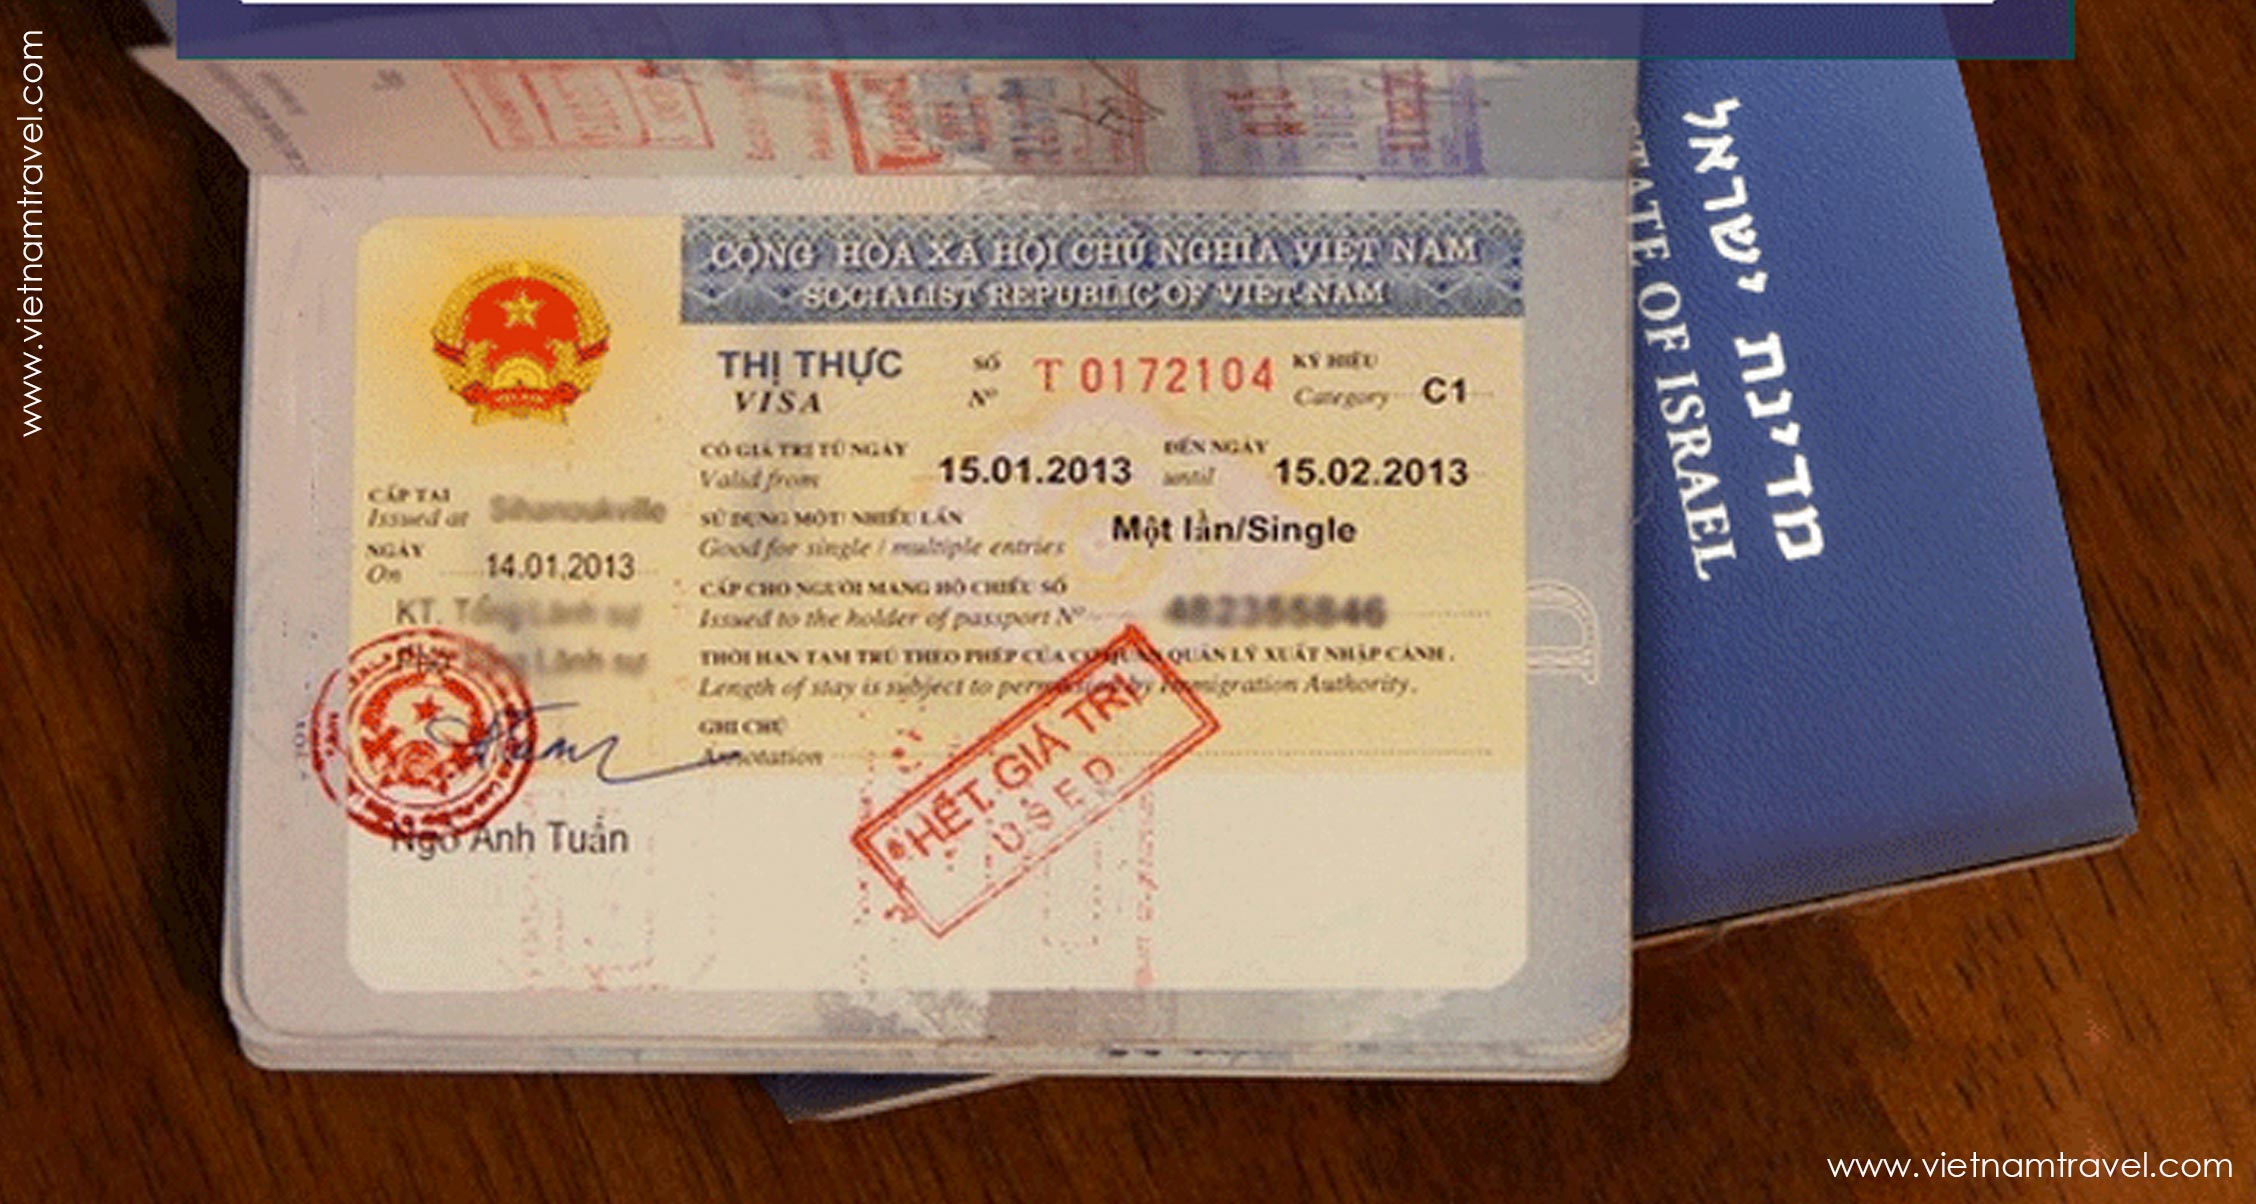 www.vietnamtravel.com
CỘNG HÒA XÃ HỘI CHỦ NGHĨA VIỆT NAM
SOCIALIST REPUBLIC OF VIET NAM
THỊ THỰC
VISA
SỐ
Nº
T 0172104
KÝ HIỆU
Category C1
CÓ GIÁ TRỊ TỪ NGÀY
Valid from 15.01.2013
ĐẾN NGÀY
until 15.02.2013
CẤP TẠI
Issued at
NGÀY
On 14.01.2013
KT.
SỬ DỤNG MỘT/ NHIỀU LẦN
Good for single / multiple entries
Một lần/Single
CẤP CHO NGƯỜI MANG HỘ CHIẾU SỐ
Issued to the holder of passport Nº
THỜI HẠN TẠM TRÚ THEO PHÉP CỦA CƠ QUAN QUẢN LÝ XUẤT NHẬP CẢNH.
Length of stay is subject to permission by Immigration Authority.
GHI CHÚ
Annotation
HẾT GIÁ TRỊ
USED
Ngô Anh Tuấn
מדינת ישראל
STATE OF ISRAEL
www.vietnamtravel.com